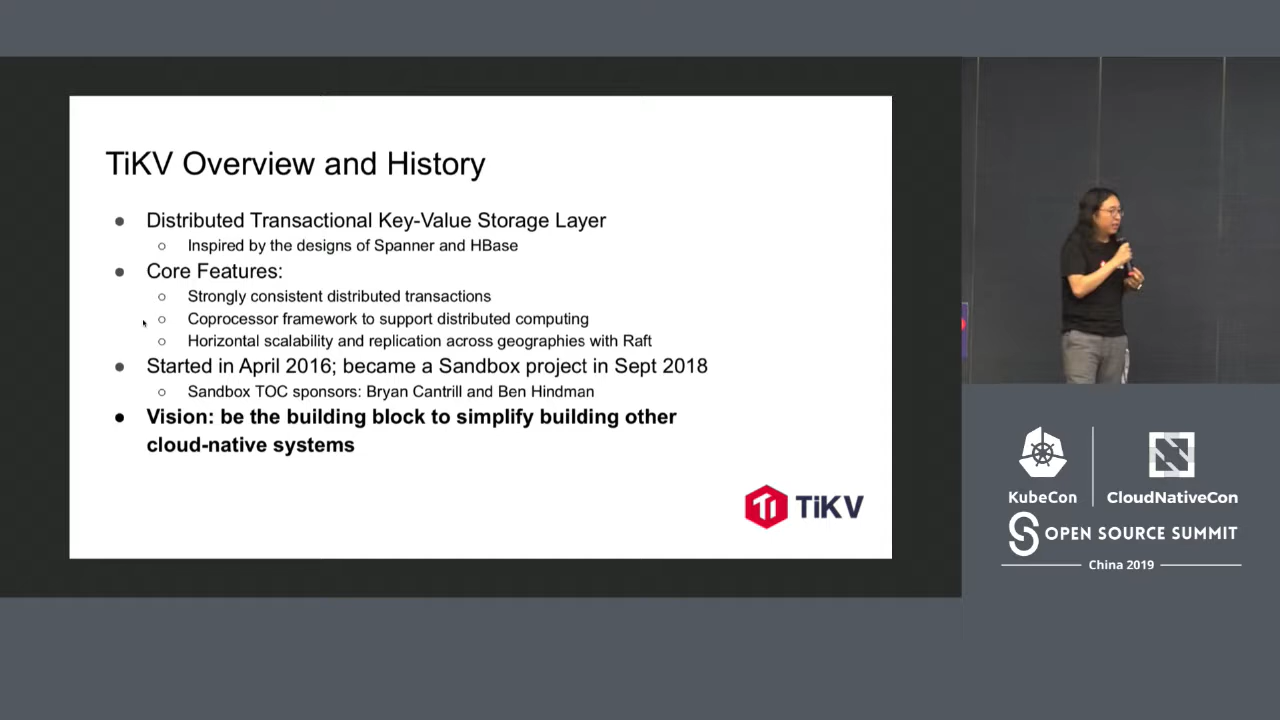 TiKV Overview and History
● Distributed Transactional Key-Value Storage Layer
○ Inspired by the designs of Spanner and HBase
● Core Features:
○ Strongly consistent distributed transactions
○ Coprocessor framework to support distributed computing
○ Horizontal scalability and replication across geographies with Raft
● Started in April 2016; became a Sandbox project in Sept 2018
○ Sandbox TOC sponsors: Bryan Cantrill and Ben Hindman
● Vision: be the building block to simplify building other
cloud-native systems
Ti TiKV
KubeCon
CloudNativeCon
OPEN SOURCE SUMMIT
China 2019